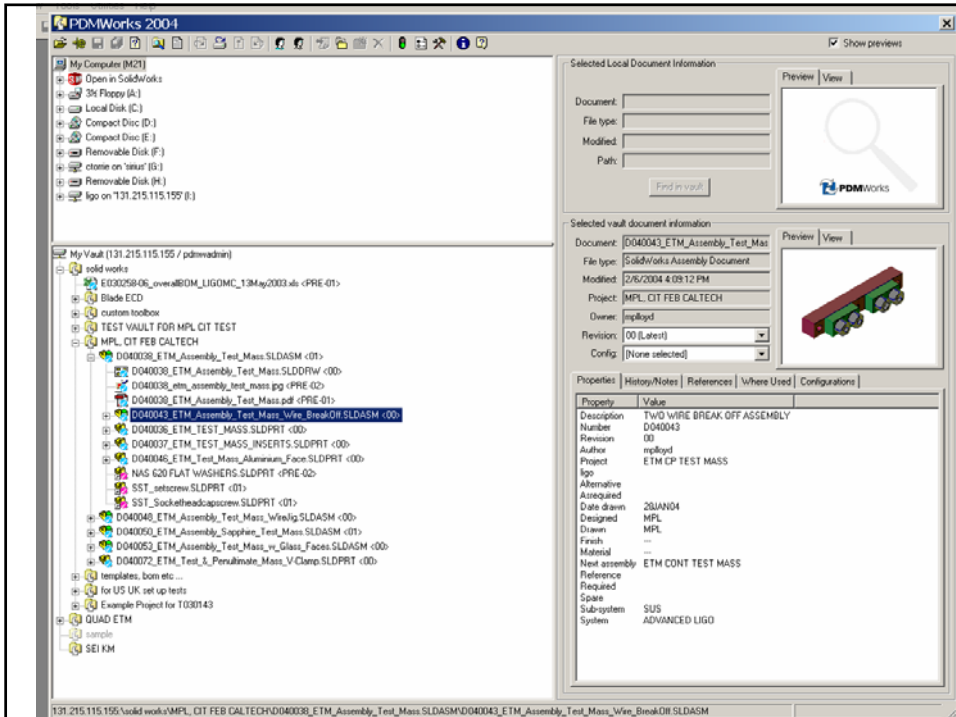 Tools Utilities Help
PDMWorks 2004
Show previews
My Computer (M21)
Open in SolidWorks
3½ Floppy (A:)
Local Disk (C:)
Compact Disc (D:)
Compact Disc (E:)
Removable Disk (F:)
ctorrie on 'sirius' (G:)
Removable Disk (H:)
ligo on '131.215.115.155' (I:)
My Vault (131.215.115.155 / pdmwadmin)
solid works
E030258-06_overallBOM_LIGOMC_13May2003.xls <PRE-01>
Blade ECD
custom toolbox
TEST VAULT FOR MPL CIT TEST
MPL, CIT FEB CALTECH
D040038_ETM_Assembly_Test_Mass.SLDASM <01>
D040038_ETM_Assembly_Test_Mass.SLDDRW <00>
D040038_etm_assembly_test_mass.jpg <PRE-02>
D040038_ETM_Assembly_Test_Mass.pdf <PRE-01>
D040043_ETM_Assembly_Test_Mass_Wire_BreakOff.SLDASM <00>
D040036_ETM_TEST_MASS.SLDPRT <00>
D040037_ETM_TEST_MASS_INSERTS.SLDPRT <00>
D040046_ETM_Test_Mass_Aluminium_Face.SLDPRT <00>
NAS 620 FLAT WASHERS.SLDPRT <PRE-02>
SST_setscrew.SLDPRT <01>
SST_Socketheadcapscrew.SLDPRT <01>
D040048_ETM_Assembly_Test_Mass_WireJig.SLDASM <00>
D040050_ETM_Assembly_Sapphire_Test_Mass.SLDASM <01>
D040053_ETM_Assembly_Test_Mass_w_Glass_Faces.SLDASM <00>
D040072_ETM_Test_&_Penultimate_Mass_V-Clamp.SLDPRT <00>
templates, bom etc ...
for US UK set up tests
Example Project for T030143
QUAD ETM
sample
SEI KM
Selected Local Document Information
Preview View
Document:
File type:
Modified:
Path:
Find in vault
PDMWorks
Selected vault document information
Preview View
Document: D040043_ETM_Assembly_Test_Mas
File type: SolidWorks Assembly Document
Modified: 2/6/2004 4:09:12 PM
Project: MPL, CIT FEB CALTECH
Owner: mplloyd
Revision: 00 (Latest)
Config: [None selected]
Properties History/Notes References Where Used Configurations
Property Value
Description TWO WIRE BREAK OFF ASSEMBLY
Number D040043
Revision 00
Author mplloyd
Project ETM CP TEST MASS
ligo
Alternative
Asrequired
Date drawn 28JAN04
Designed MPL
Drawn MPL
Finish ---
Material ---
Next assembly ETM CONT TEST MASS
Reference
Required
Spare
Sub-system SUS
System ADVANCED LIGO
131.215.115.155:\solid works\MPL, CIT FEB CALTECH\D040038_ETM_Assembly_Test_Mass.SLDASM\D040043_ETM_Assembly_Test_Mass_Wire_BreakOff.SLDASM